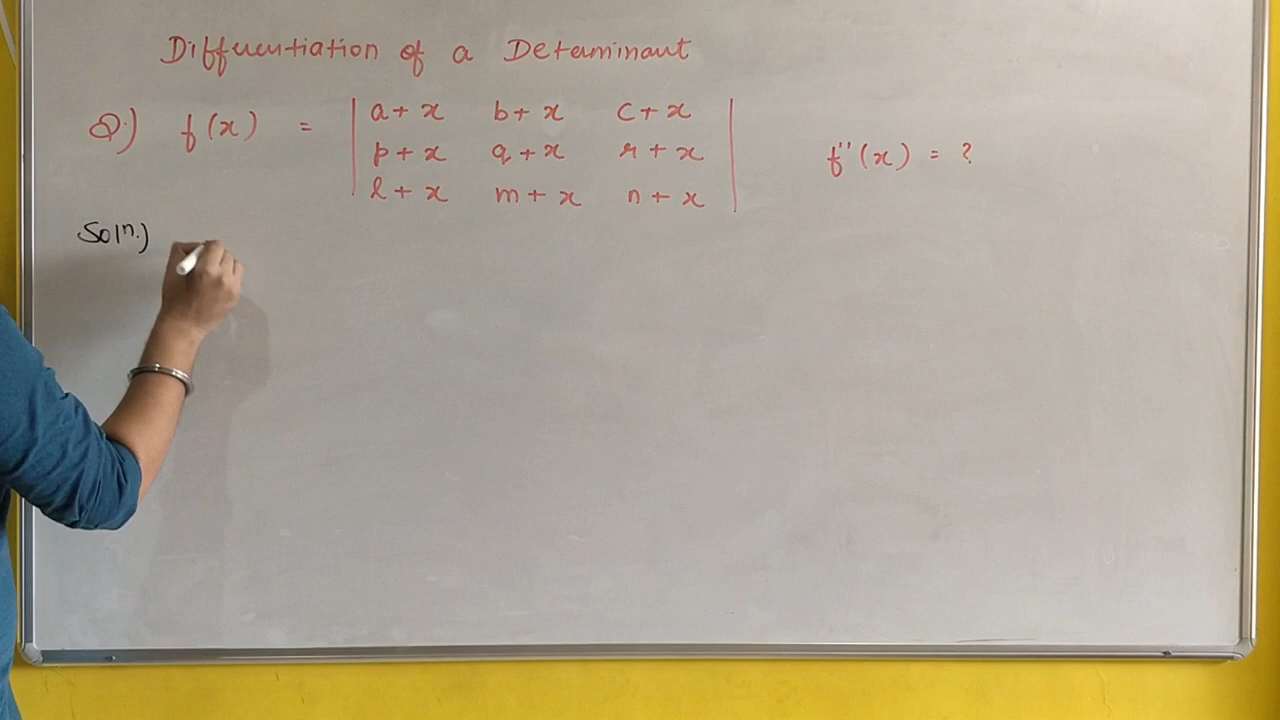 Differentiation of a Determinant
Q.) f(x) = | a+x b+x c+x |
| p+x q+x r+x | f''(x) = ?
| l+x m+x n+x |
Soln.)